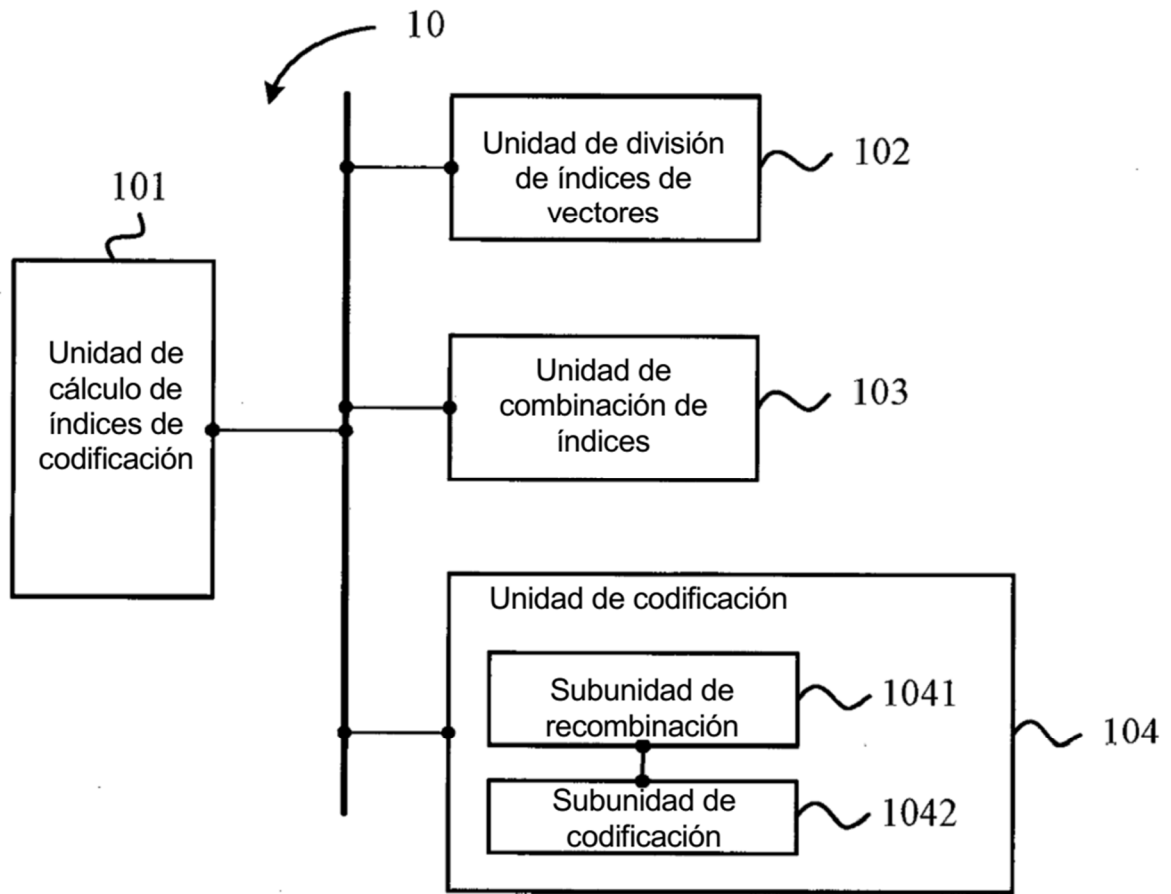 10
Unidad de división
de índices de
vectores
102
101
Unidad de
cálculo de
índices de
codificación
Unidad de
combinación de
índices
103
Unidad de codificación
Subunidad de
recombinación
1041
104
Subunidad de
codificación
1042